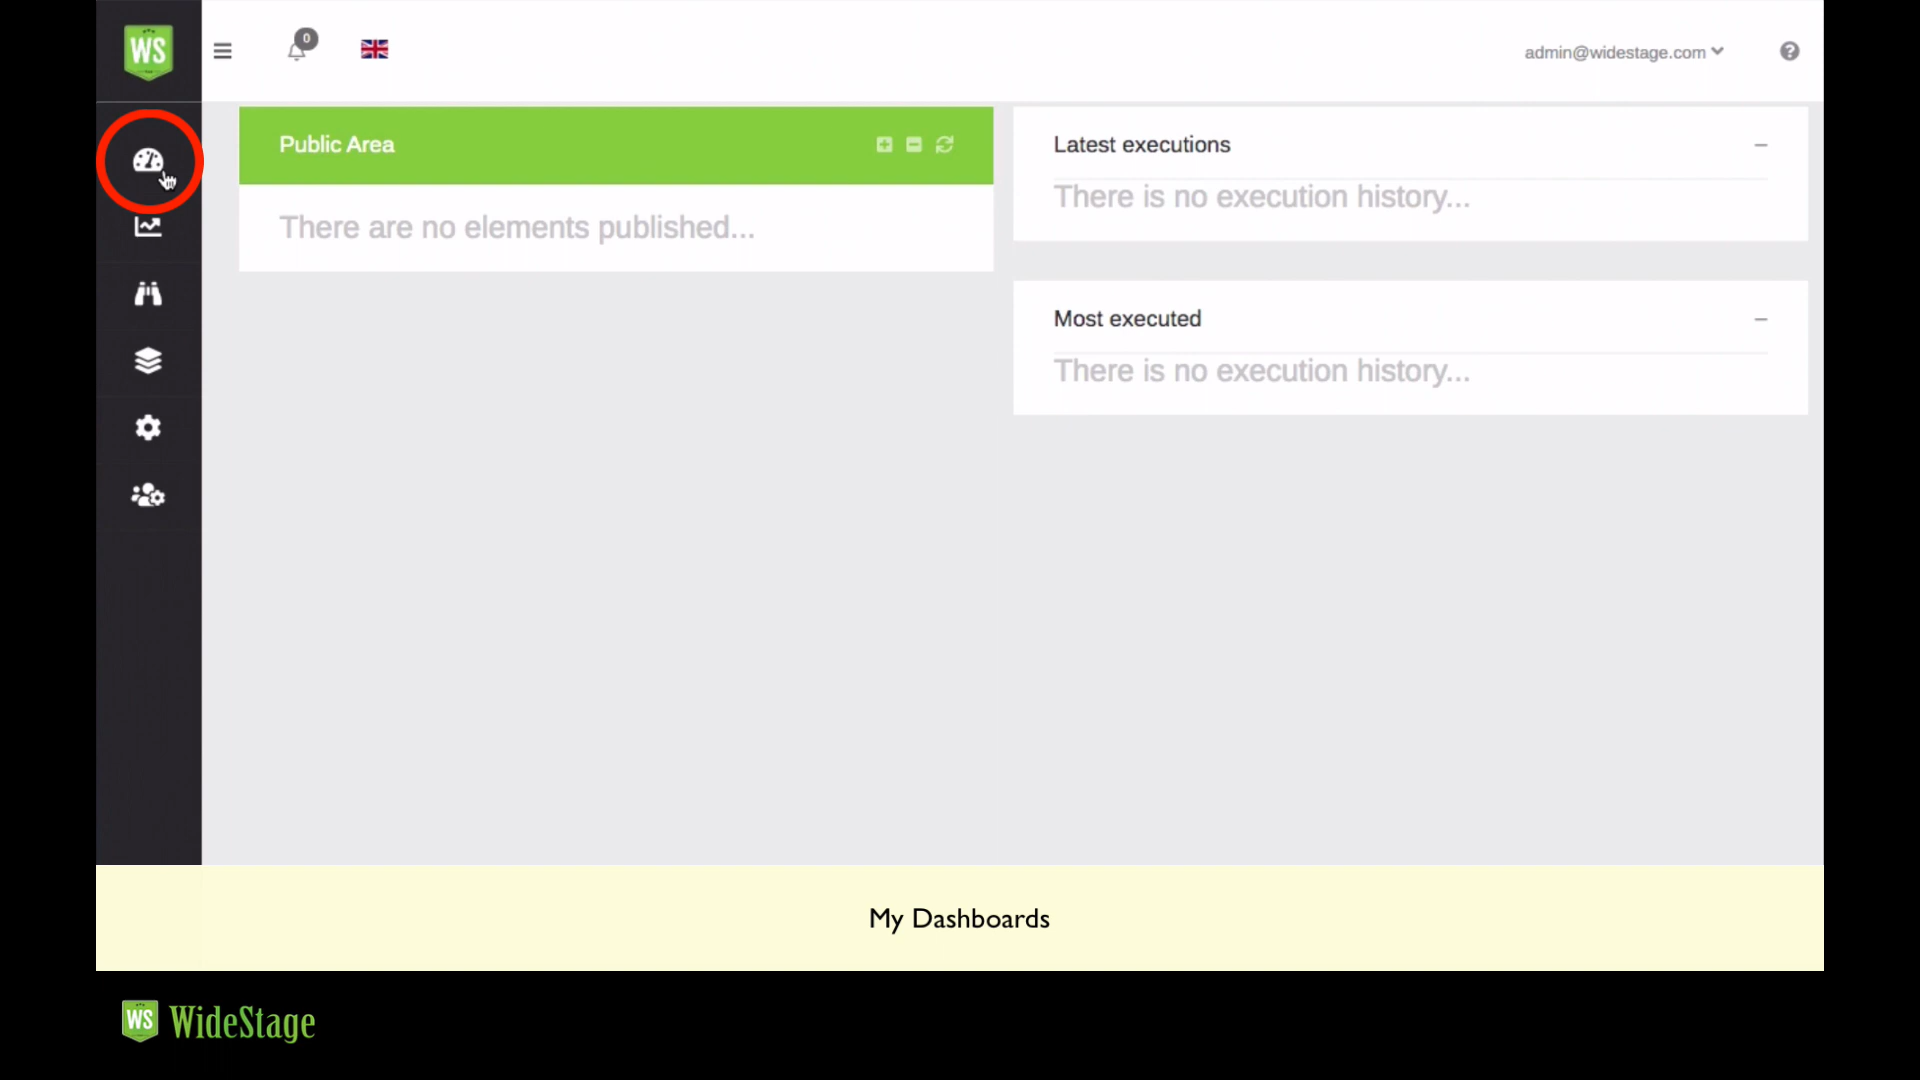 WS
0
admin@widestage.com
Public Area
There are no elements published...
Latest executions
There is no execution history...
Most executed
There is no execution history...
My Dashboards
WS WideStage